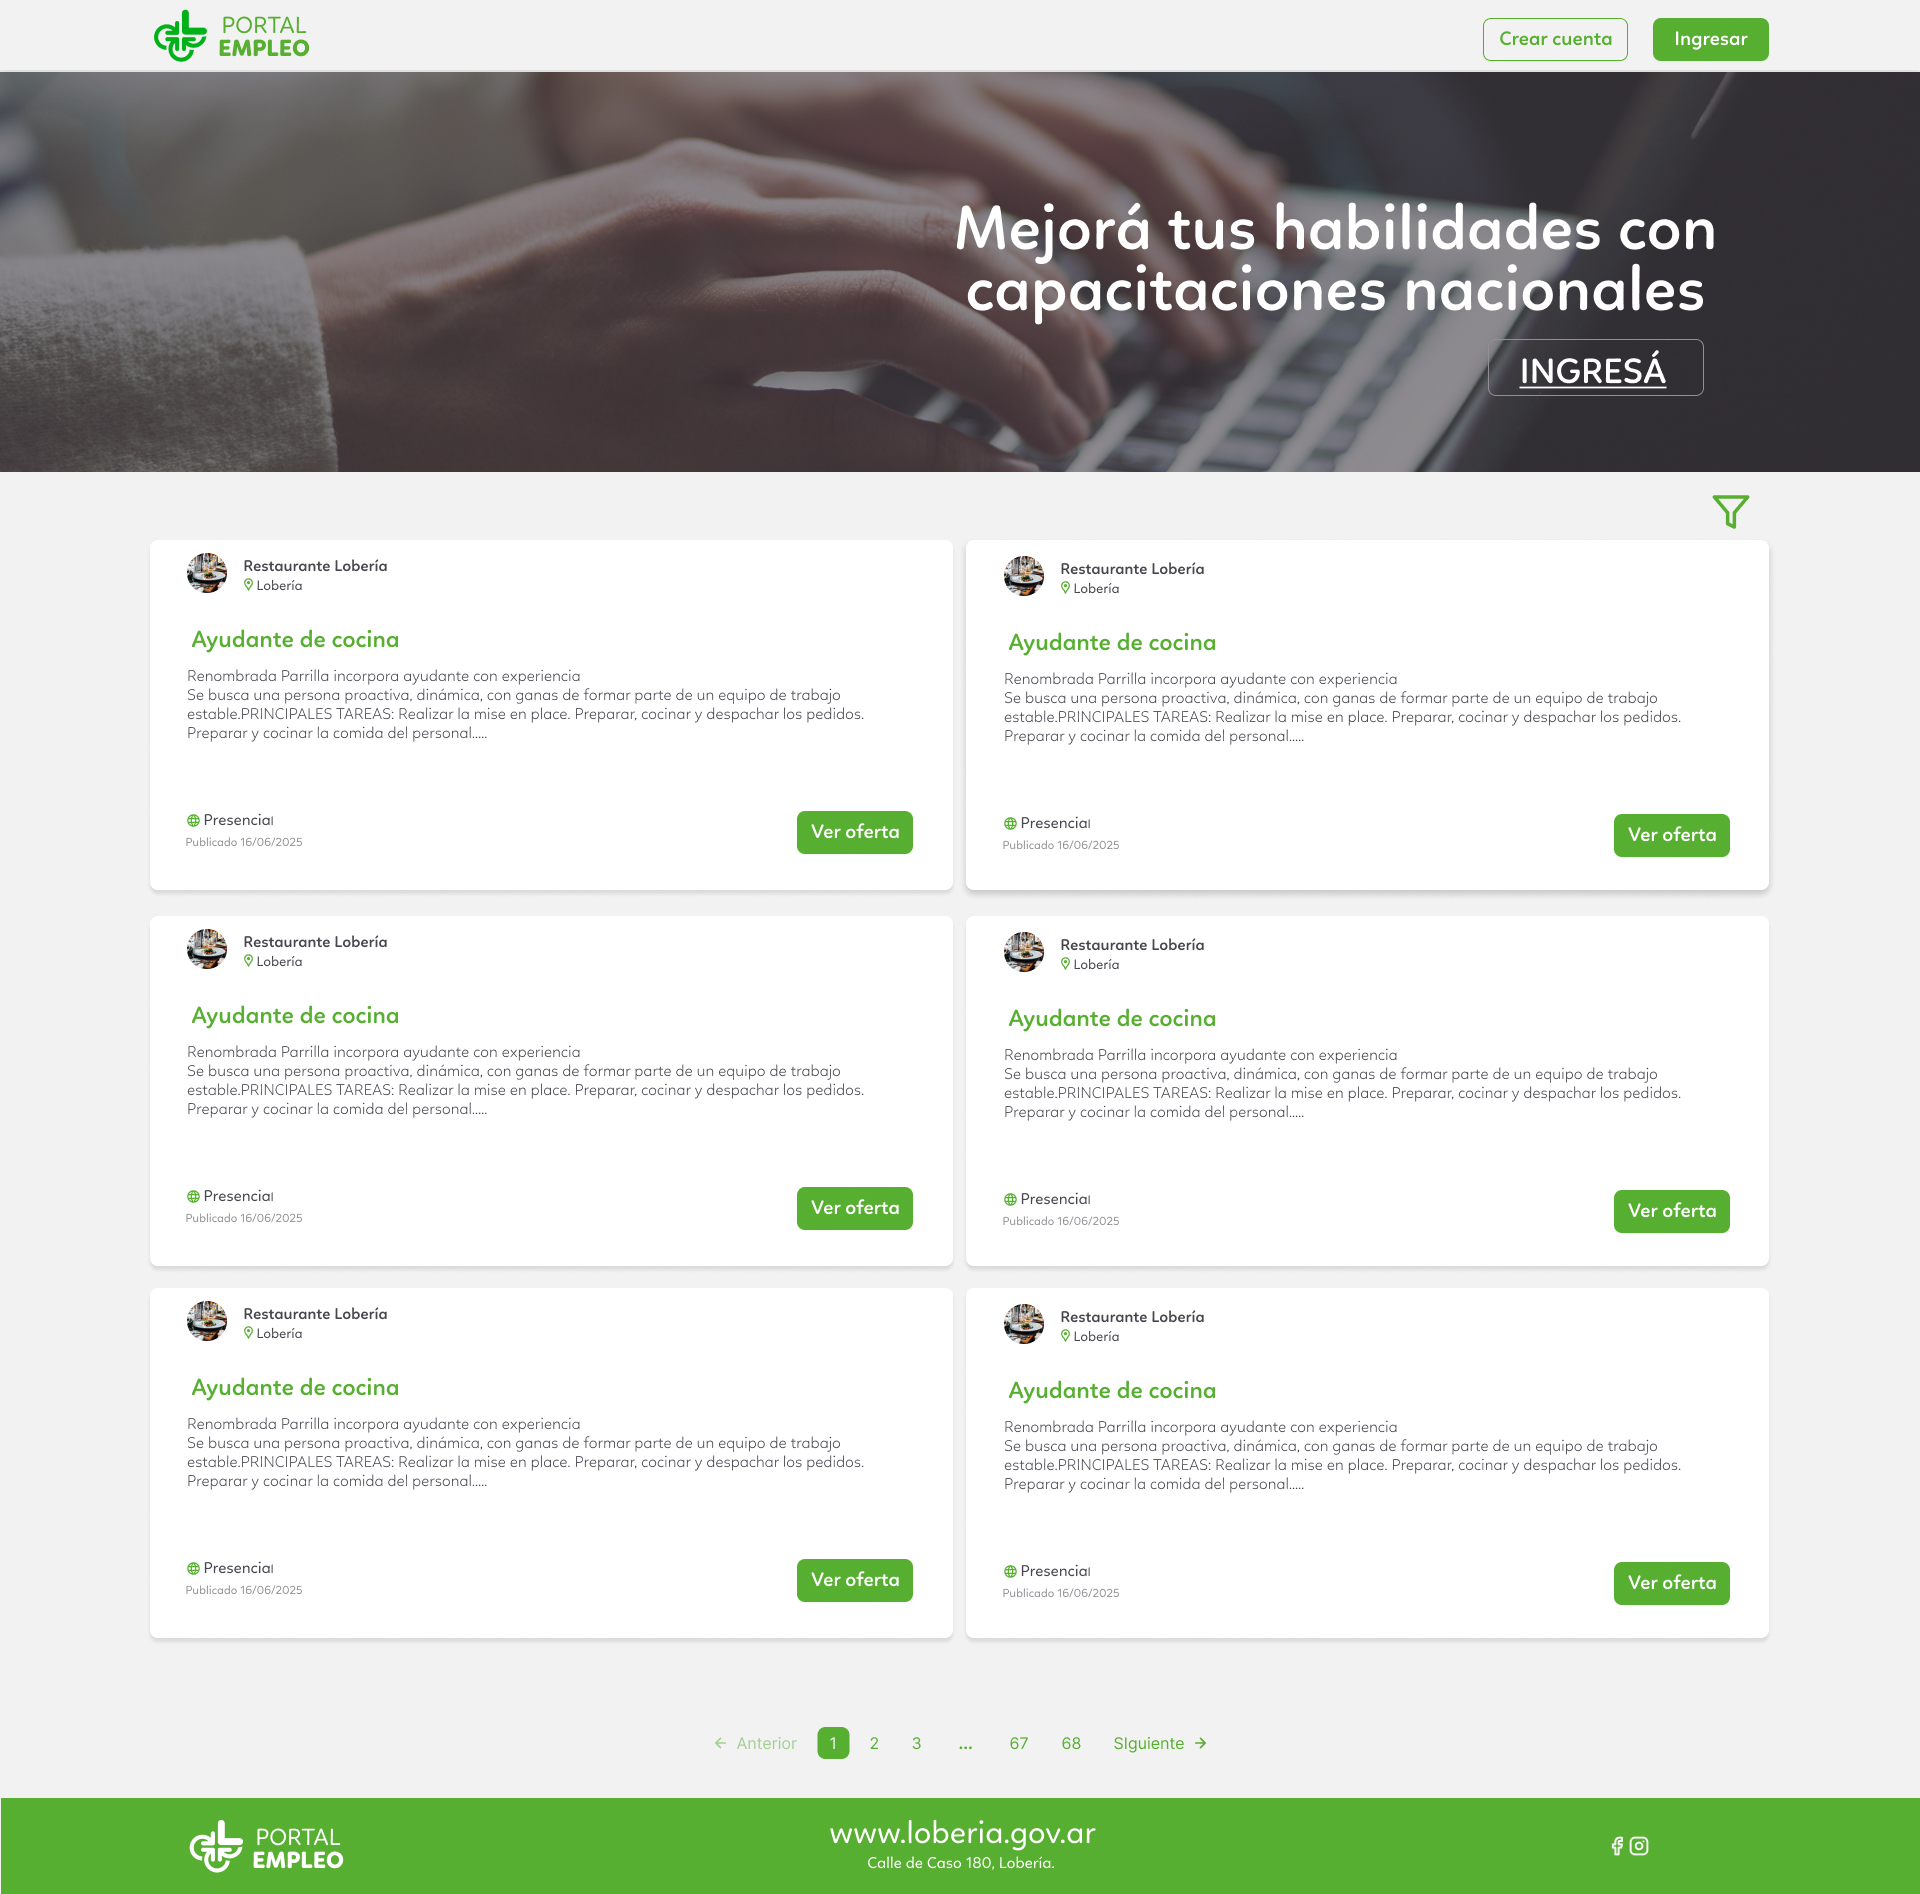 PORTAL
EMPLEO
Crear cuenta
Ingresar
Mejorá tus habilidades con
capacitaciones nacionales
INGRESÁ
Restaurante Lobería
Lobería
Ayudante de cocina
Renombrada Parrilla incorpora ayudante con experiencia
Se busca una persona proactiva, dinámica, con ganas de formar parte de un equipo de trabajo
estable.PRINCIPALES TAREAS: Realizar la mise en place. Preparar, cocinar y despachar los pedidos.
Preparar y cocinar la comida del personal.....
Presencial
Publicado 16/06/2025
Ver oferta
Restaurante Lobería
Lobería
Ayudante de cocina
Renombrada Parrilla incorpora ayudante con experiencia
Se busca una persona proactiva, dinámica, con ganas de formar parte de un equipo de trabajo
estable.PRINCIPALES TAREAS: Realizar la mise en place. Preparar, cocinar y despachar los pedidos.
Preparar y cocinar la comida del personal.....
Presencial
Publicado 16/06/2025
Ver oferta
Restaurante Lobería
Lobería
Ayudante de cocina
Renombrada Parrilla incorpora ayudante con experiencia
Se busca una persona proactiva, dinámica, con ganas de formar parte de un equipo de trabajo
estable.PRINCIPALES TAREAS: Realizar la mise en place. Preparar, cocinar y despachar los pedidos.
Preparar y cocinar la comida del personal.....
Presencial
Publicado 16/06/2025
Ver oferta
Restaurante Lobería
Lobería
Ayudante de cocina
Renombrada Parrilla incorpora ayudante con experiencia
Se busca una persona proactiva, dinámica, con ganas de formar parte de un equipo de trabajo
estable.PRINCIPALES TAREAS: Realizar la mise en place. Preparar, cocinar y despachar los pedidos.
Preparar y cocinar la comida del personal.....
Presencial
Publicado 16/06/2025
Ver oferta
Restaurante Lobería
Lobería
Ayudante de cocina
Renombrada Parrilla incorpora ayudante con experiencia
Se busca una persona proactiva, dinámica, con ganas de formar parte de un equipo de trabajo
estable.PRINCIPALES TAREAS: Realizar la mise en place. Preparar, cocinar y despachar los pedidos.
Preparar y cocinar la comida del personal.....
Presencial
Publicado 16/06/2025
Ver oferta
Restaurante Lobería
Lobería
Ayudante de cocina
Renombrada Parrilla incorpora ayudante con experiencia
Se busca una persona proactiva, dinámica, con ganas de formar parte de un equipo de trabajo
estable.PRINCIPALES TAREAS: Realizar la mise en place. Preparar, cocinar y despachar los pedidos.
Preparar y cocinar la comida del personal.....
Presencial
Publicado 16/06/2025
Ver oferta
← Anterior 1 2 3 ... 67 68 SIguiente →
PORTAL
EMPLEO
www.loberia.gov.ar
Calle de Caso 180, Lobería.